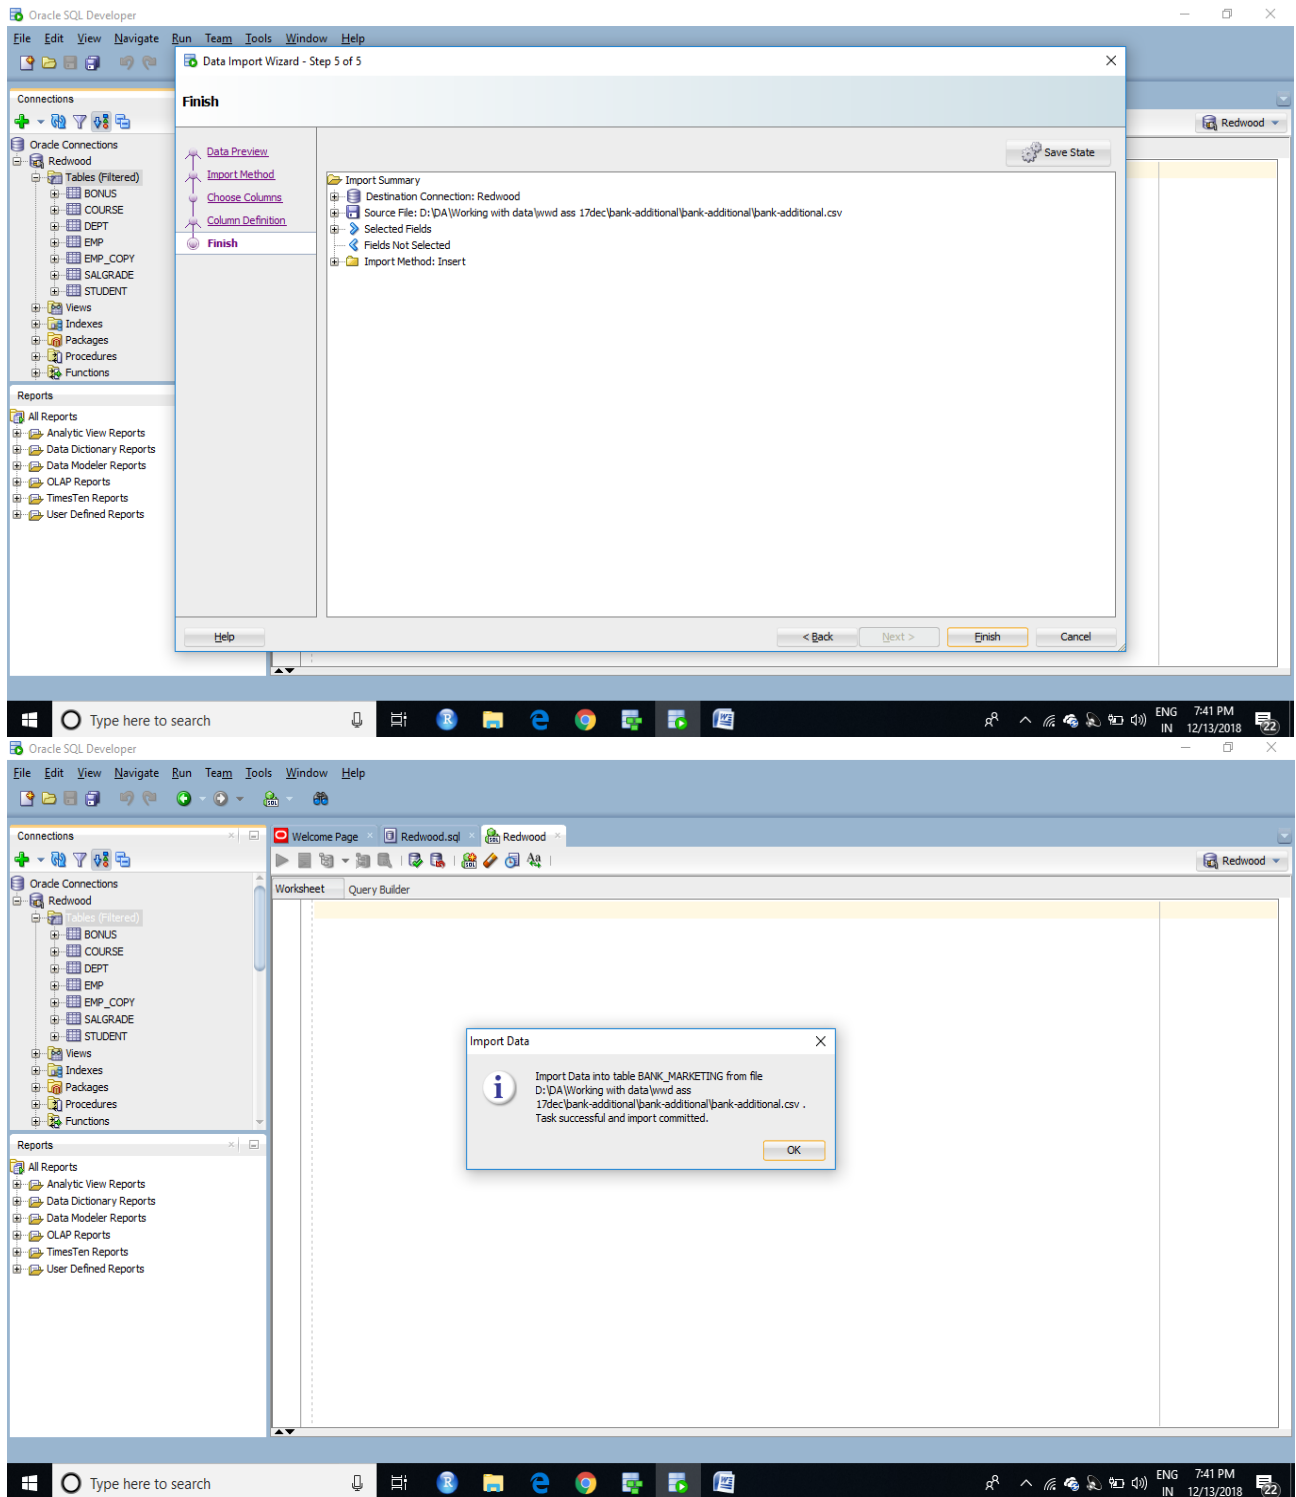 Oracle SQL Developer
File Edit View Navigate Run Team Tools Window Help
Data Import Wizard - Step 5 of 5
Connections
Finish
Redwood
Oracle Connections
Redwood
Tables (Filtered)
BONUS
COURSE
DEPT
EMP
EMP_COPY
SALGRADE
STUDENT
Views
Indexes
Packages
Procedures
Functions
Data Preview
Import Method
Choose Columns
Column Definition
Finish
Save State
Import Summary
Destination Connection: Redwood
Source File: D:\DA\Working with data\wwd ass 17dec\bank-additional\bank-additional\bank-additional.csv
Selected Fields
Fields Not Selected
Import Method: Insert
Reports
All Reports
Analytic View Reports
Data Dictionary Reports
Data Modeler Reports
OLAP Reports
TimesTen Reports
User Defined Reports
Help
< Back
Next >
Finish
Cancel
Type here to search
R
ENG
IN
7:41 PM
12/13/2018
22
Oracle SQL Developer
File Edit View Navigate Run Team Tools Window Help
Connections
Welcome Page
Redwood.sql
Redwood
Redwood
Worksheet
Query Builder
Oracle Connections
Redwood
Tables (Filtered)
BONUS
COURSE
DEPT
EMP
EMP_COPY
SALGRADE
STUDENT
Views
Indexes
Packages
Procedures
Functions
Import Data
Import Data into table BANK_MARKETING from file
D:\DA\Working with data\wwd ass
17dec\bank-additional\bank-additional\bank-additional.csv .
Task successful and import committed.
OK
Reports
All Reports
Analytic View Reports
Data Dictionary Reports
Data Modeler Reports
OLAP Reports
TimesTen Reports
User Defined Reports
Type here to search
R
ENG
IN
7:41 PM
12/13/2018
22